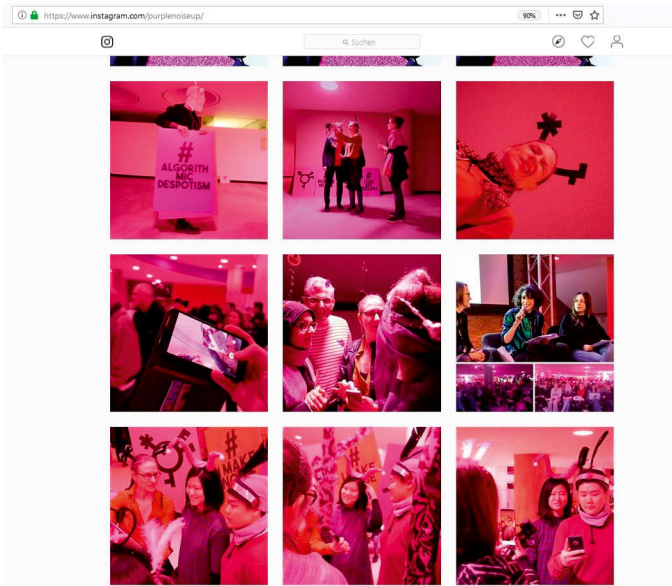 https://www.instagram.com/purplenoiseup/
90%
Suchen
#
ALGORITH
MIC
DESPOTISM
#
MAKE